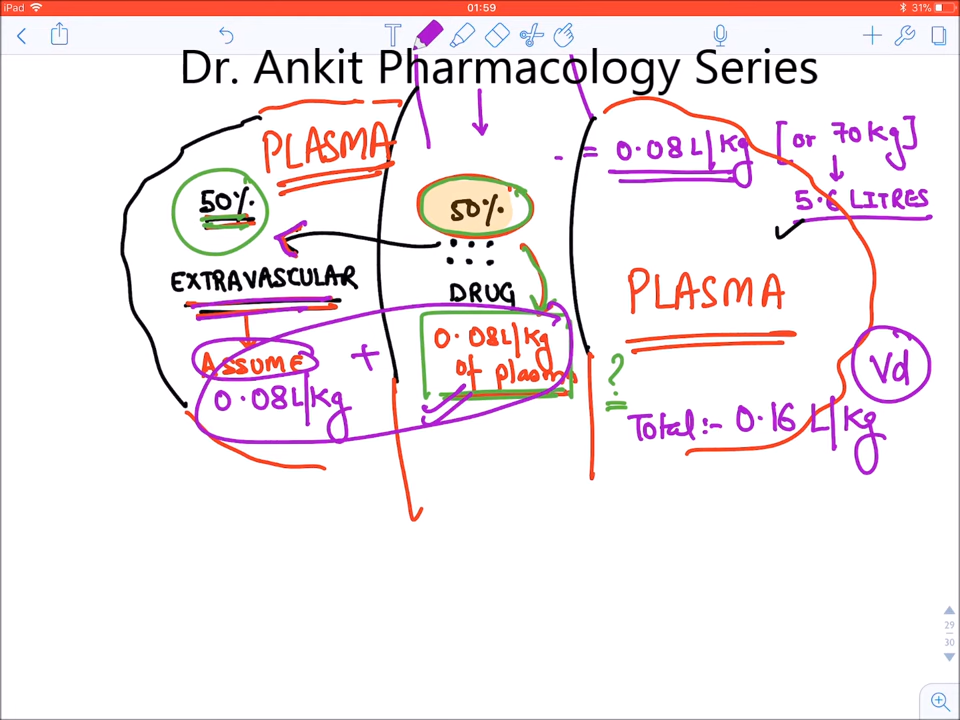 iPad
01:59
31%
Dr. Ankit Pharmacology Series
PLASMA
= 0.08L/Kg [or 70Kg]
5.6 LITRES
50%
50%
EXTRAVASCULAR
DRUG
PLASMA
ASSUME
0.08L/Kg
+
0.08L/Kg
of plasma
?
Vd
Total:- 0.16 L/Kg
29
30